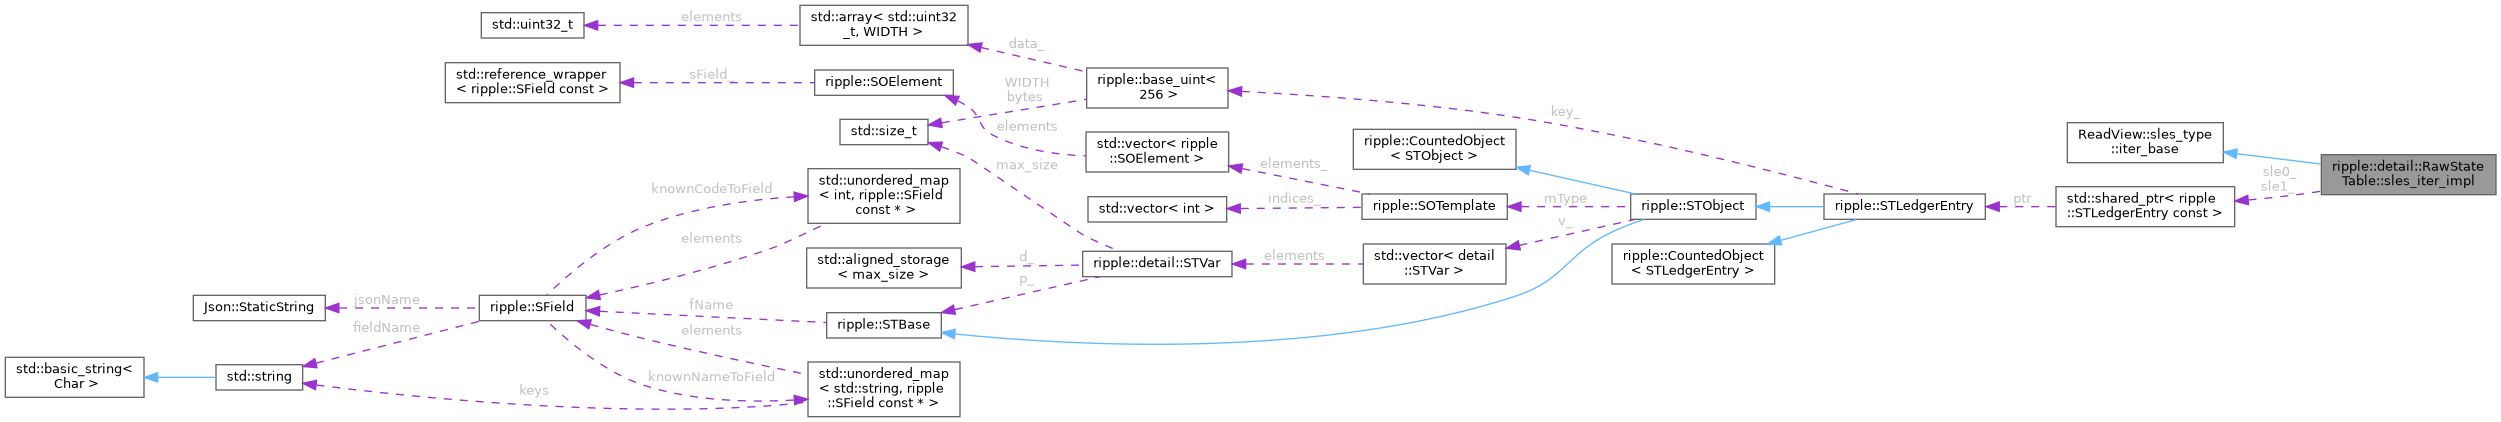 std::uint32_t
elements
std::array< std::uint32
_t, WIDTH >
data_
std::reference_wrapper
< ripple::SField const >
sField_
ripple::SOElement
WIDTH
bytes
ripple::base_uint<
256 >
key_
std::size_t
elements
max_size
std::vector< ripple
::SOElement >
elements_
ripple::CountedObject
< STObject >
ReadView::sles_type
::iter_base
ripple::detail::RawState
Table::sles_iter_impl
sle0_
sle1_
knownCodeToField
std::unordered_map
< int, ripple::SField
const * >
std::vector< int >
indices_
ripple::SOTemplate
mType
v_
ripple::STObject
ripple::STLedgerEntry
ptr
std::shared_ptr< ripple
::STLedgerEntry const >
elements
std::aligned_storage
< max_size >
d_
p_
ripple::detail::STVar
elements
std::vector< detail
::STVar >
ripple::CountedObject
< STLedgerEntry >
Json::StaticString
jsonName
fieldName
ripple::SField
fName
elements
ripple::STBase
std::basic_string<
Char >
std::string
keys
knownNameToField
std::unordered_map
< std::string, ripple
::SField const * >